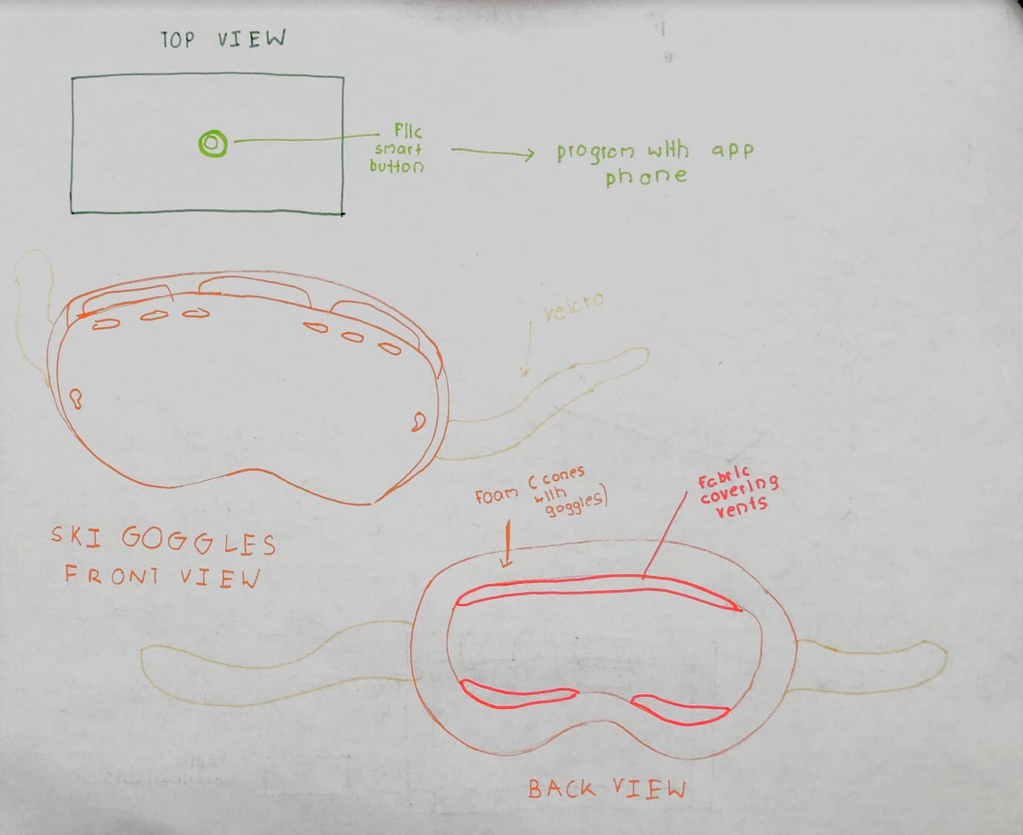 TOP VIEW
Flic
smart
button
program with app
phone
velcro
foam (cones
with
goggles)
fabric
covering
vents
SKI GOGGLES
FRONT VIEW
BACK VIEW